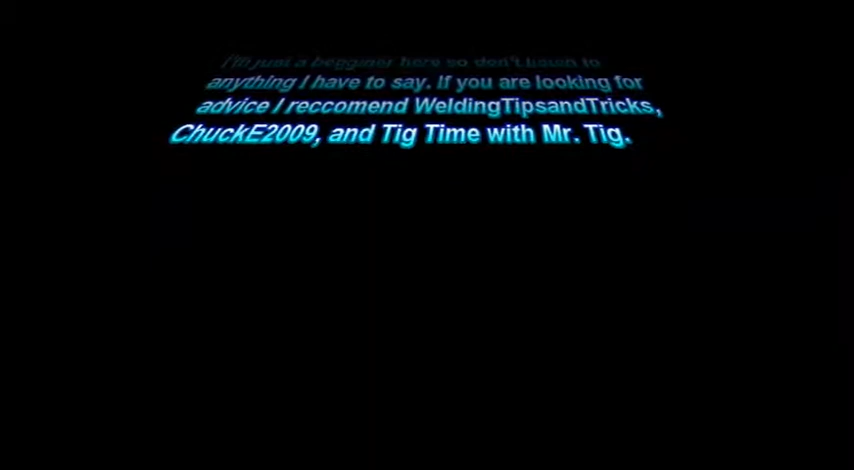 I'm just a begginer here so don't listen to
anything I have to say. If you are looking for
advice I reccomend WeldingTipsandTricks,
ChuckE2009, and Tig Time with Mr. Tig.